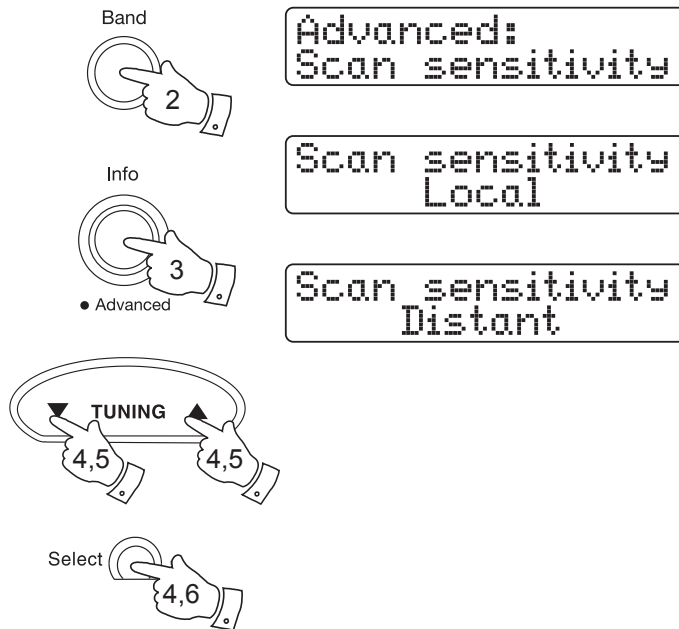 Band
2
Info
3
● Advanced
▼ TUNING ▲
4,5
4,5
Select
4,6
Advanced:
Scan sensitivity
Scan sensitivity
Local
Scan sensitivity
Distant